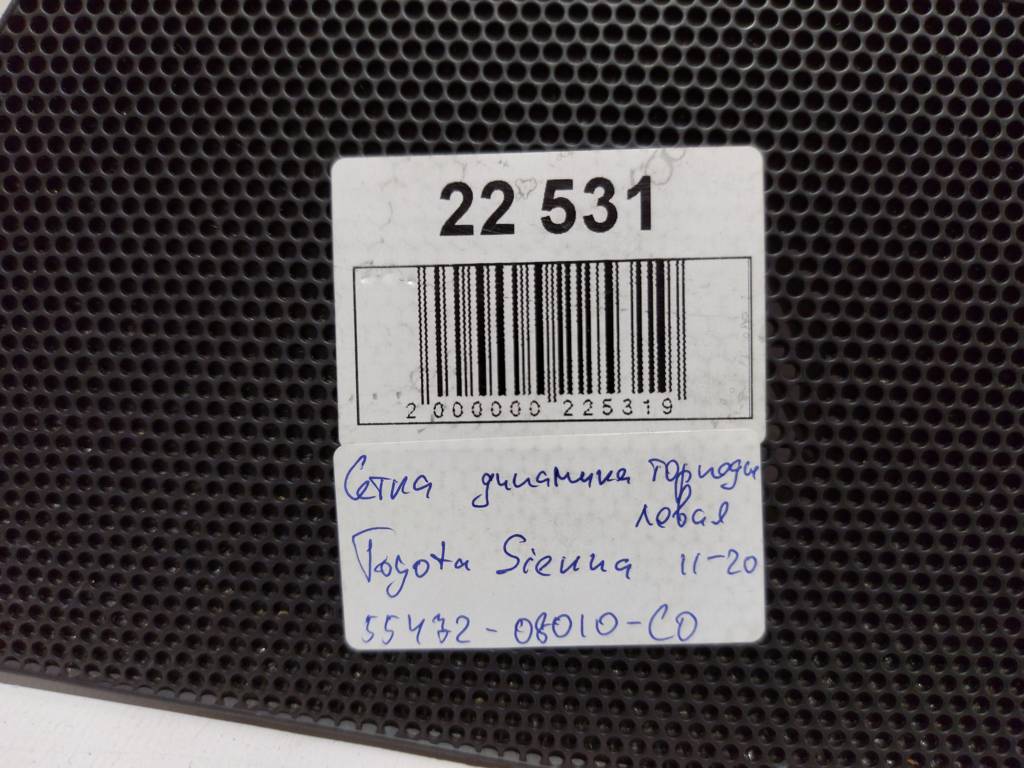 22 531
2 000000 225319
Сетка динамика торпеды
левая
Toyota Sienna 11-20
55472-08010-C0